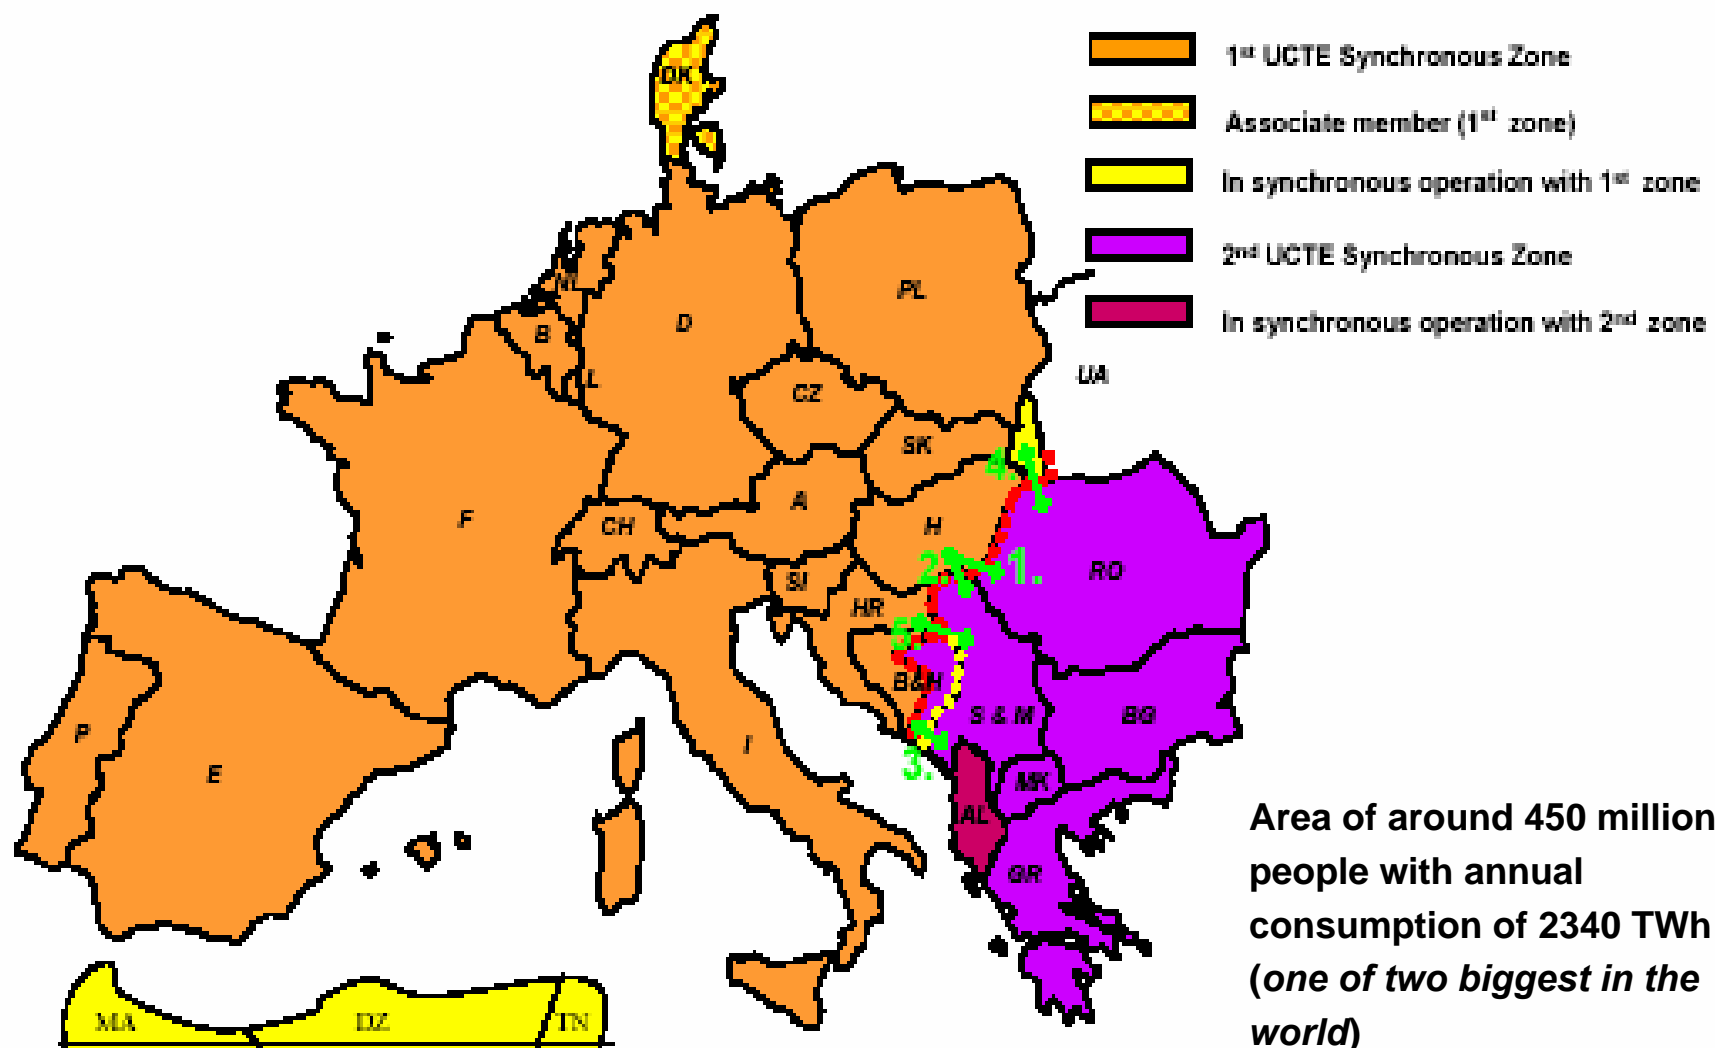 DK
1st UCTE Synchronous Zone
Associate member (1st zone)
In synchronous operation with 1st zone
2nd UCTE Synchronous Zone
In synchronous operation with 2nd zone
NL
PL
B
D
L
UA
CZ
SK
4.
F
CH
A
H
2.
1.
RO
SI
HR
5.
B&H
P
E
I
S & M
BG
3.
MK
AL
GR
Area of around 450 million
people with annual
consumption of 2340 TWh
(one of two biggest in the
world)
MA
DZ
TN